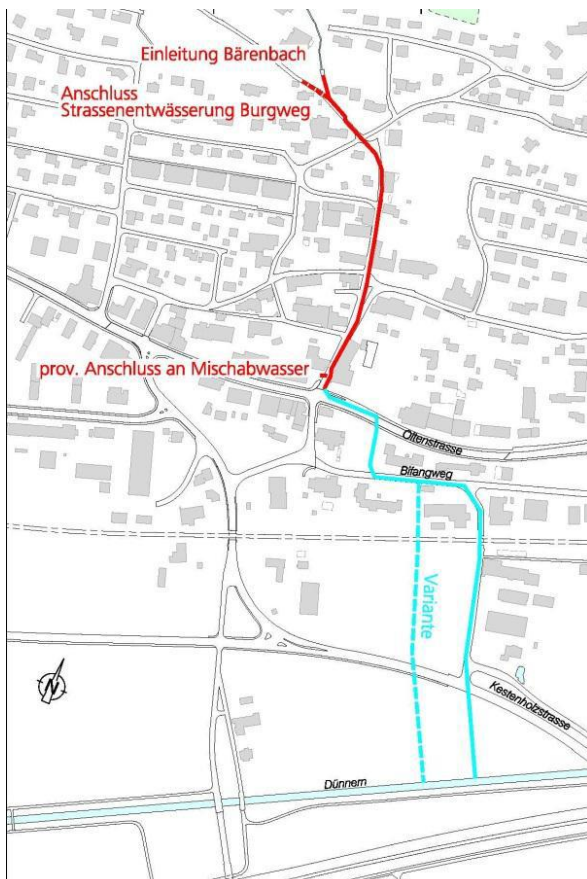 Einleitung Bärenbach
Anschluss
Strassenentwässerung Burgweg
prov. Anschluss an Mischabwasser
Oltenstrasse
Bifangweg
Variante
N
Kestenholzstrasse
Dünnern